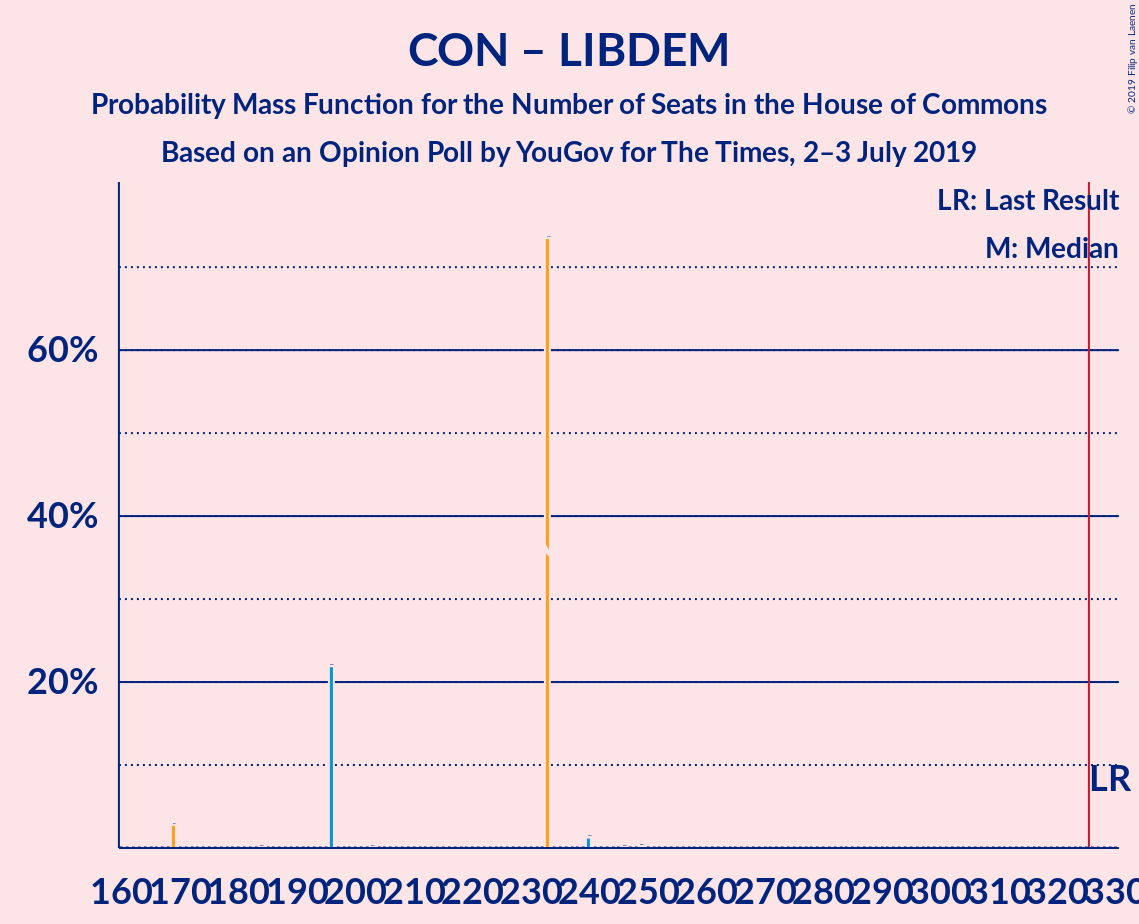 CON – LIBDEM
Probability Mass Function for the Number of Seats in the House of Commons
Based on an Opinion Poll by YouGov for The Times, 2–3 July 2019
© 2019 Filip van Laenen
LR: Last Result
M: Median
60%
40%
20%
LR
160 170 180 190 200 210 220 230 240 250 260 270 280 290 300 310 320 330